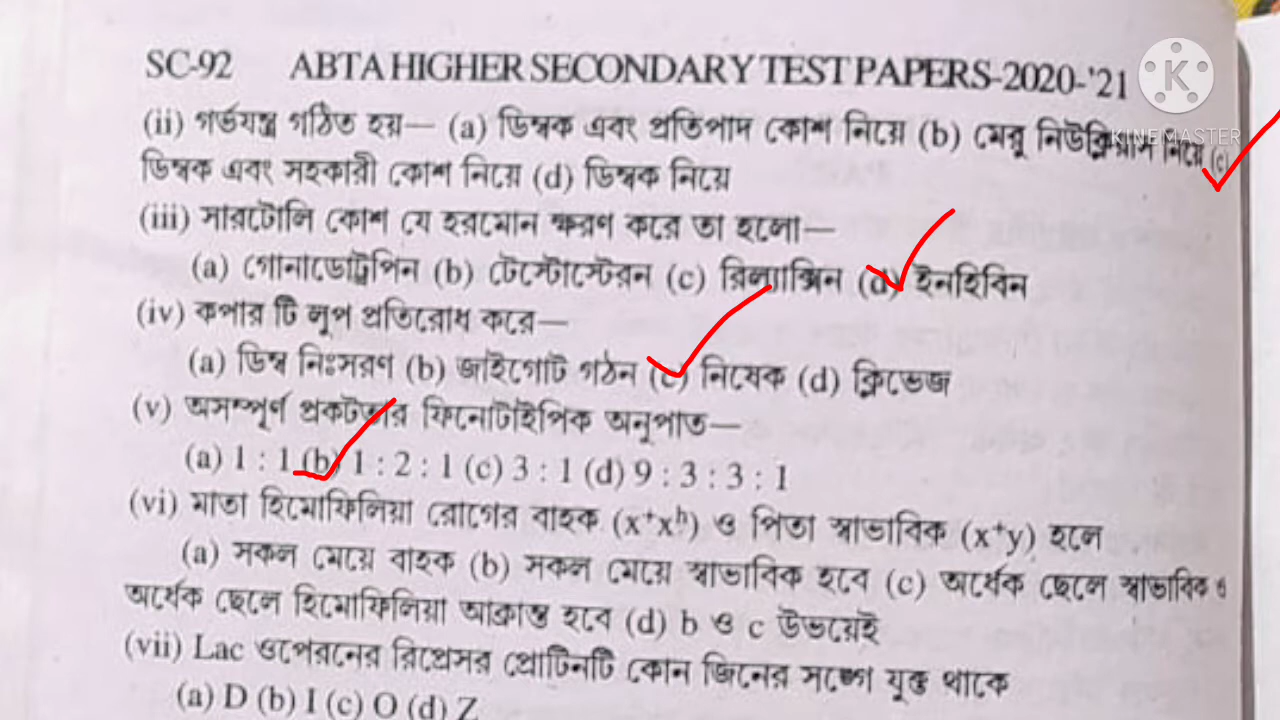 SC-92 ABTA HIGHER SECONDARY TEST PAPERS-2020-'21
KINEMASTER
(ii) গর্ভযন্ত্র গঠিত হয়— (a) ডিম্বক এবং প্রতিপাদ কোশ নিয়ে (b) মেরু নিউক্লিয়াস নিয়ে (c)
ডিম্বক এবং সহকারী কোশ নিয়ে (d) ডিম্বক নিয়ে
(iii) সারটোলি কোশ যে হরমোন ক্ষরণ করে তা হলো—
(a) গোনাডোট্রপিন (b) টেস্টোস্টেরন (c) রিল্যাক্সিন (d) ইনহিবিন
(iv) কপার টি লুপ প্রতিরোধ করে—
(a) ডিম্ব নিঃসরণ (b) জাইগোট গঠন (c) নিষেক (d) ক্লিভেজ
(v) অসম্পূর্ণ প্রকটতার ফিনোটাইপিক অনুপাত—
(a) 1 : 1 (b) 1 : 2 : 1 (c) 3 : 1 (d) 9 : 3 : 3 : 1
(vi) মাতা হিমোফিলিয়া রোগের বাহক (x⁺xʰ) ও পিতা স্বাভাবিক (x⁺y) হলে
(a) সকল মেয়ে বাহক (b) সকল মেয়ে স্বাভাবিক হবে (c) অর্ধেক ছেলে স্বাভাবিক ও
অর্ধেক ছেলে হিমোফিলিয়া আক্রান্ত হবে (d) b ও c উভয়েই
(vii) Lac ওপেরনের রিপ্রেসর প্রোটিনটি কোন জিনের সঙ্গে যুক্ত থাকে
(a) D (b) I (c) O (d) Z